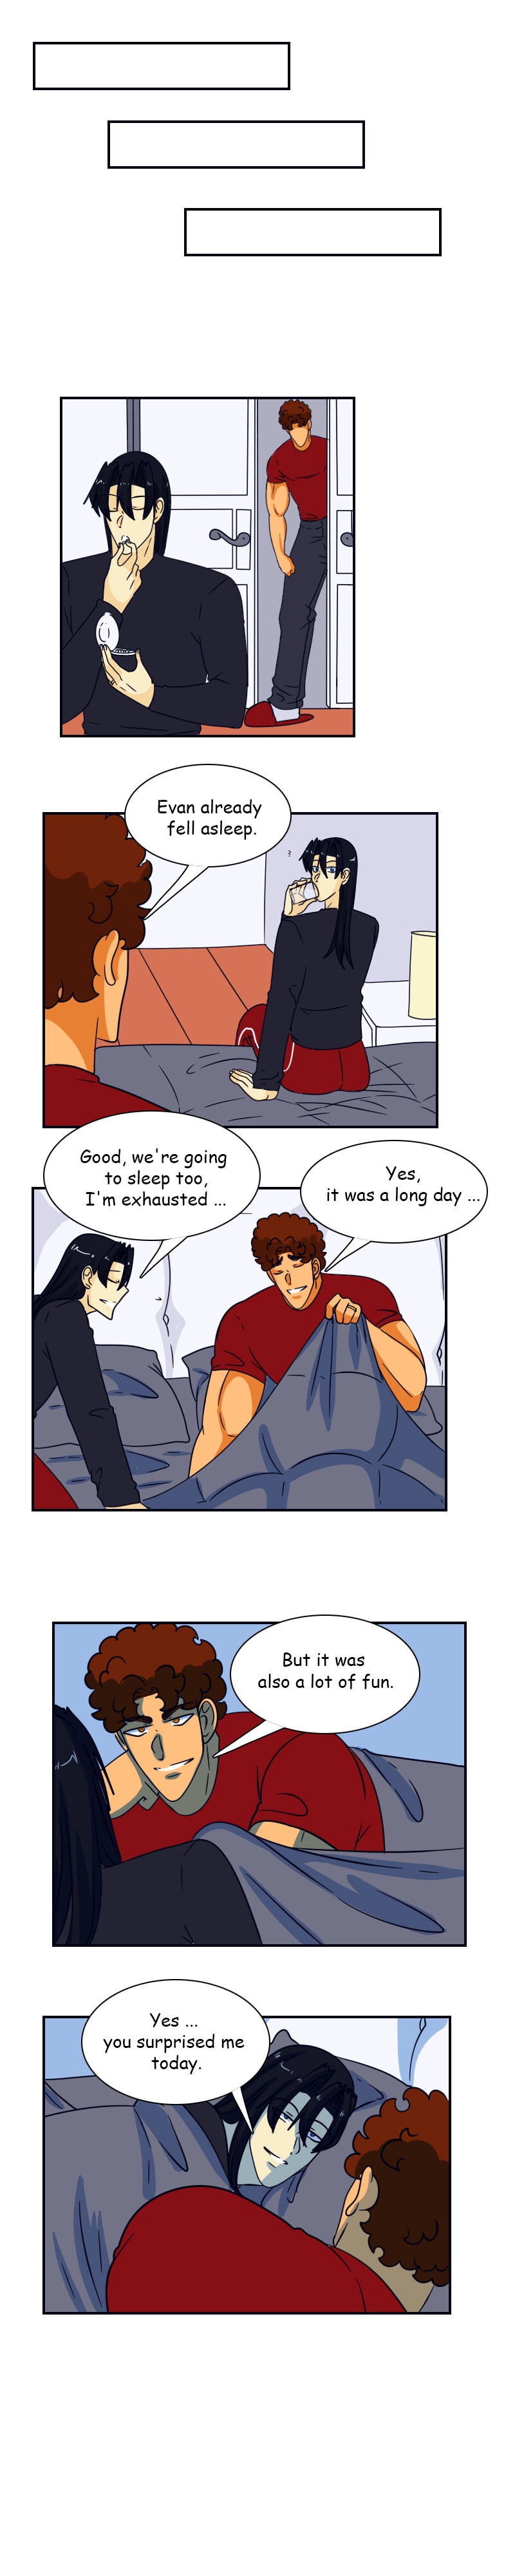 Evan already
fell asleep.
?
Good, we're going
to sleep too,
I'm exhausted ...
Yes,
it was a long day ...
But it was
also a lot of fun.
Yes ...
you surprised me
today.